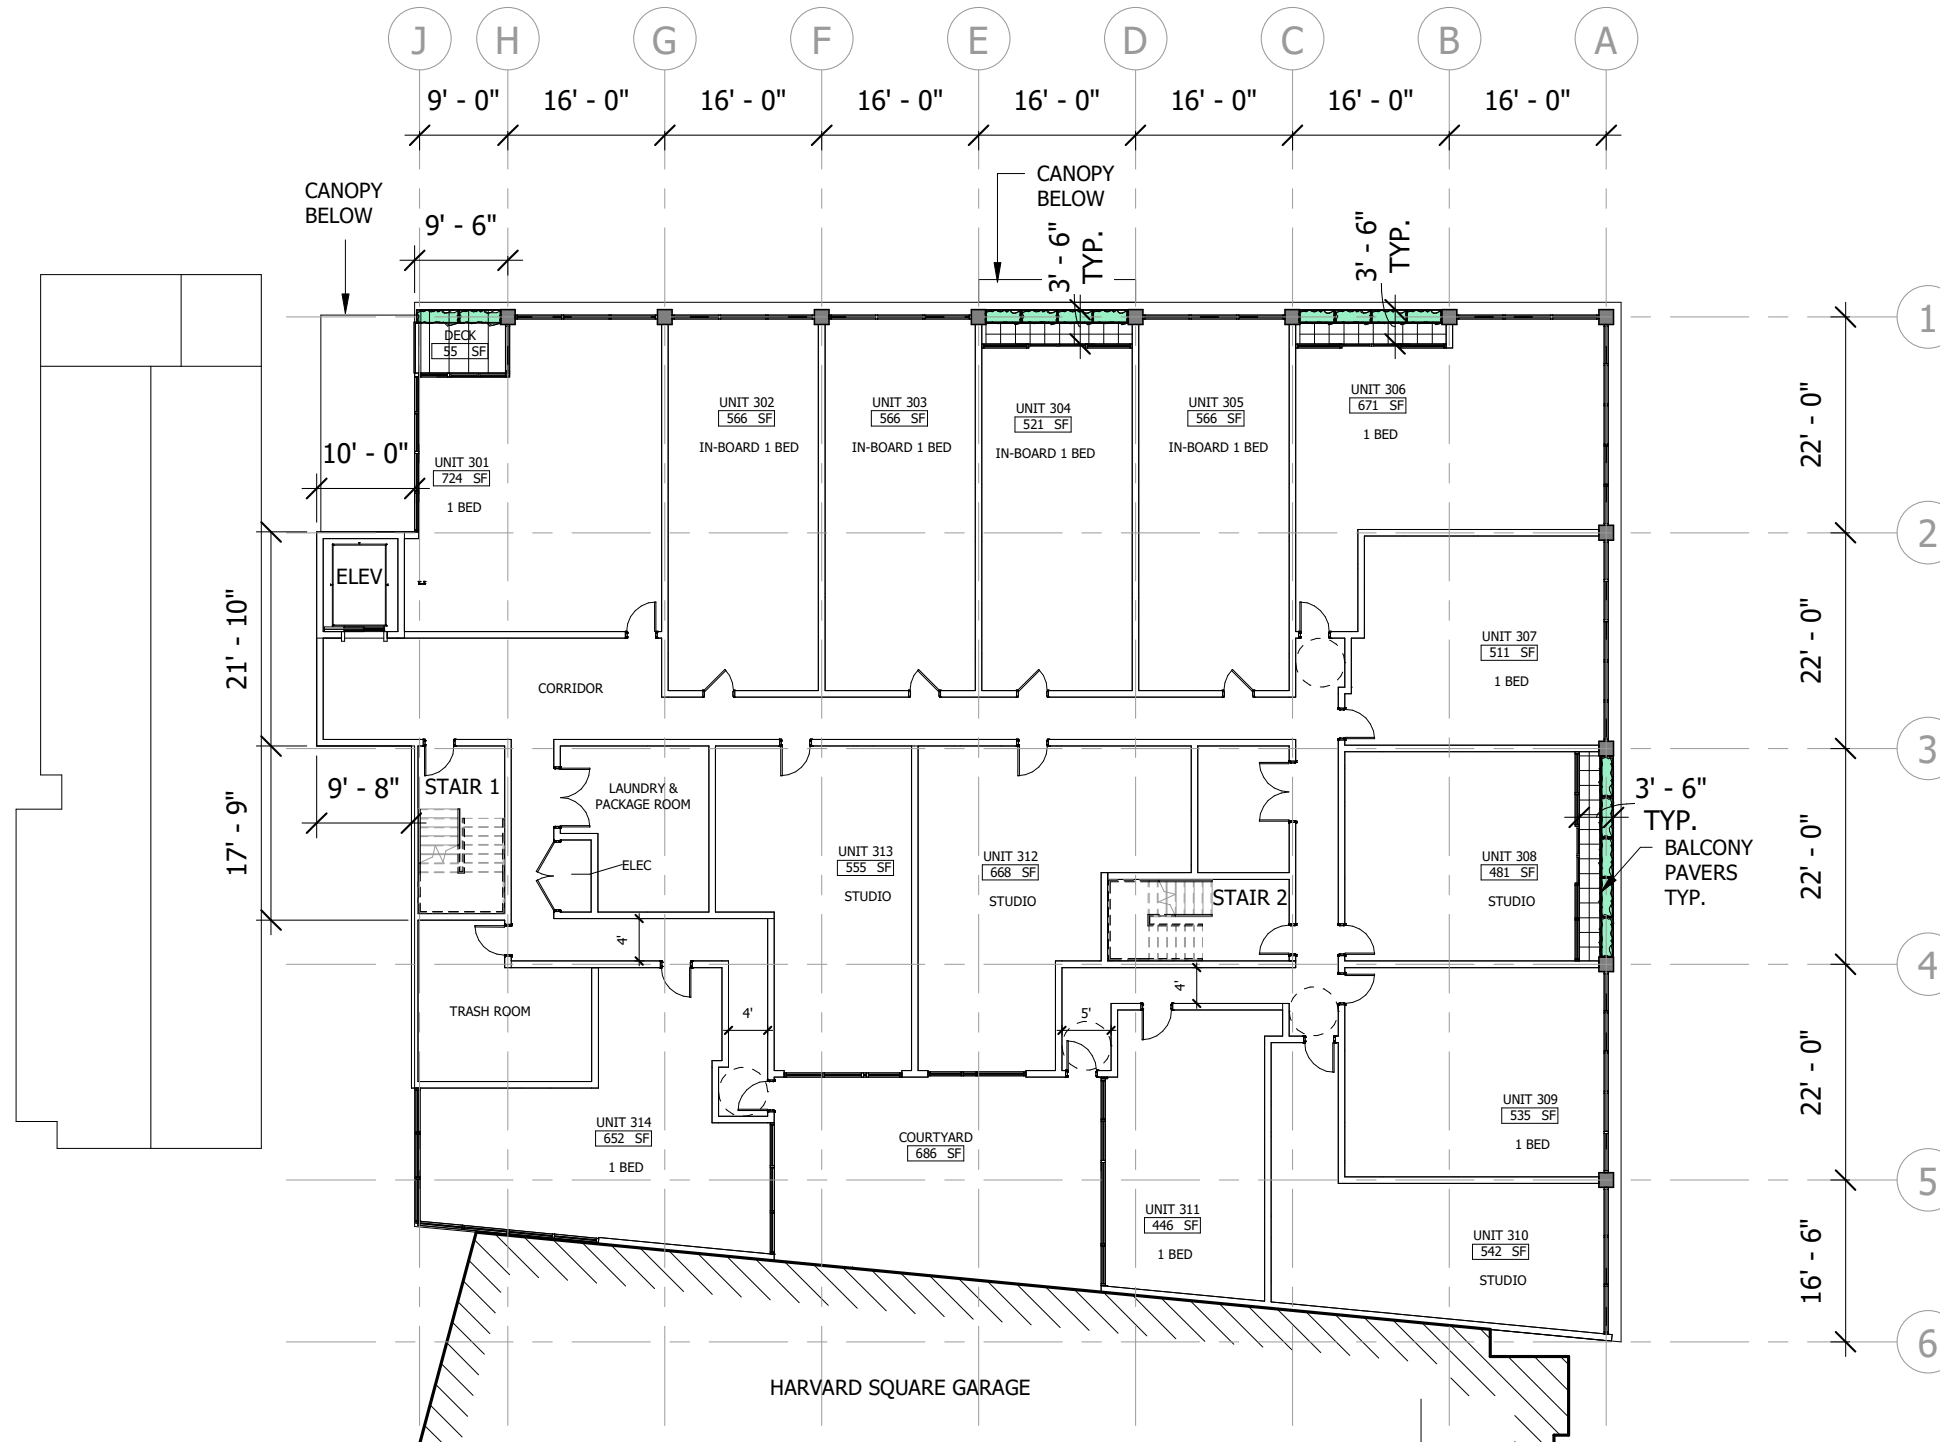 J H G F E D C B A
9' - 0" 16' - 0" 16' - 0" 16' - 0" 16' - 0" 16' - 0" 16' - 0" 16' - 0"
CANOPY
BELOW
CANOPY
BELOW
9' - 6"
3' - 6"
TYP.
3' - 6"
TYP.
1
DECK
55 SF
UNIT 301
724 SF
1 BED
UNIT 302
566 SF
IN-BOARD 1 BED
UNIT 303
566 SF
IN-BOARD 1 BED
UNIT 304
521 SF
IN-BOARD 1 BED
UNIT 305
566 SF
IN-BOARD 1 BED
UNIT 306
671 SF
1 BED
22' - 0"
10' - 0"
2
ELEV
21' - 10"
CORRIDOR
UNIT 307
511 SF
1 BED
22' - 0"
3
9' - 8"
17' - 9"
STAIR 1
LAUNDRY &
PACKAGE ROOM
ELEC
UNIT 313
555 SF
STUDIO
UNIT 312
668 SF
STUDIO
STAIR 2
UNIT 308
481 SF
STUDIO
3' - 6"
TYP.
BALCONY
PAVERS
TYP.
22' - 0"
4
4'
4'
4'
5'
TRASH ROOM
UNIT 314
652 SF
1 BED
COURTYARD
686 SF
UNIT 309
535 SF
1 BED
22' - 0"
5
UNIT 311
446 SF
1 BED
UNIT 310
542 SF
STUDIO
16' - 6"
6
HARVARD SQUARE GARAGE